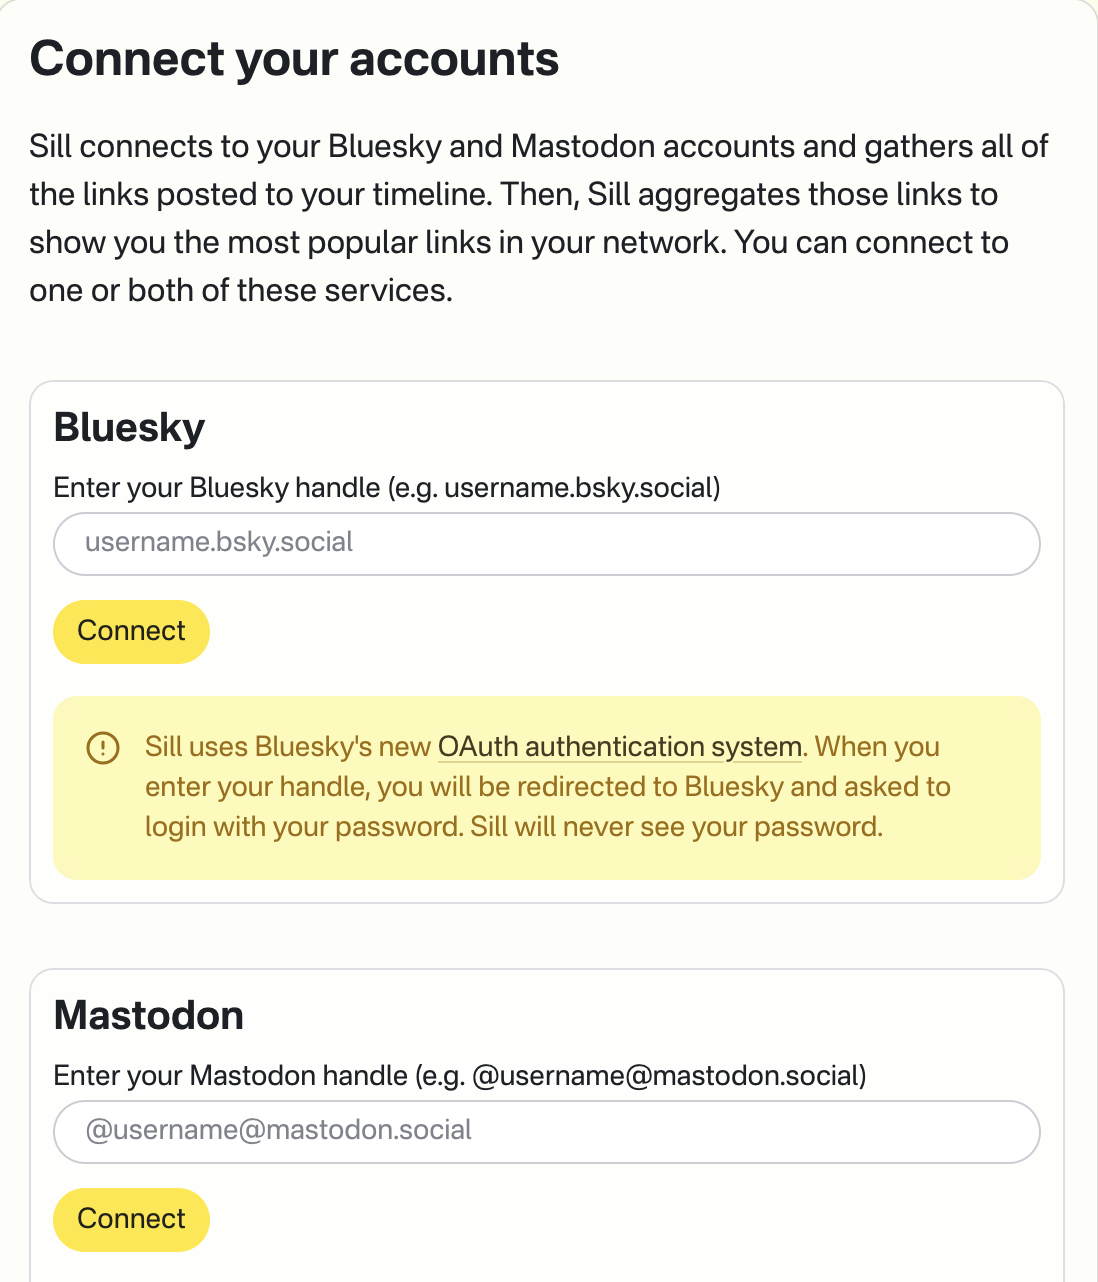 Connect your accounts
Sill connects to your Bluesky and Mastodon accounts and gathers all of
the links posted to your timeline. Then, Sill aggregates those links to
show you the most popular links in your network. You can connect to
one or both of these services.
Bluesky
Enter your Bluesky handle (e.g. username.bsky.social)
username.bsky.social
Connect
Sill uses Bluesky's new OAuth authentication system. When you
enter your handle, you will be redirected to Bluesky and asked to
login with your password. Sill will never see your password.
Mastodon
Enter your Mastodon handle (e.g. @username@mastodon.social)
@username@mastodon.social
Connect